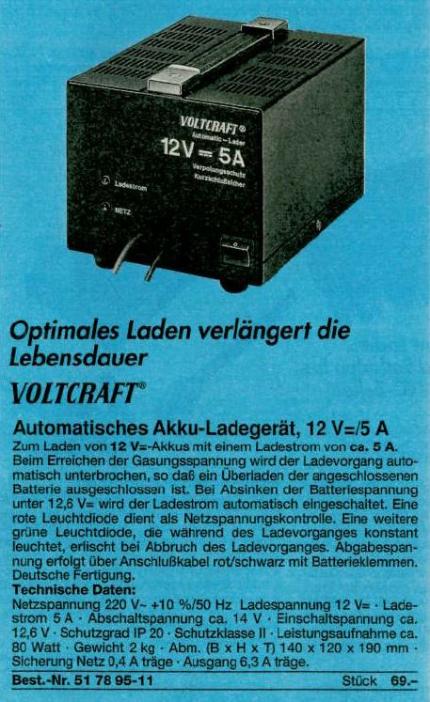 VOLTCRAFT®
Automatic-Lader
12V = 5A
Verpolungsschutz
Kurzschlußsicher
Ladestrom
NETZ
Optimales Laden verlängert die
Lebensdauer
VOLTCRAFT®
Automatisches Akku-Ladegerät, 12 V=/5 A
Zum Laden von 12 V=-Akkus mit einem Ladestrom von ca. 5 A.
Beim Erreichen der Gasungsspannung wird der Ladevorgang auto-
matisch unterbrochen, so daß ein Überladen der angeschlossenen
Batterie ausgeschlossen ist. Bei Absinken der Batteriespannung
unter 12,6 V= wird der Ladestrom automatisch eingeschaltet. Eine
rote Leuchtdiode dient als Netzspannungskontrolle. Eine weitere
grüne Leuchtdiode, die während des Ladevorganges konstant
leuchtet, erlischt bei Abbruch des Ladevorganges. Abgabespan-
nung erfolgt über Anschlußkabel rot/schwarz mit Batterieklemmen.
Deutsche Fertigung.
Technische Daten:
Netzspannung 220 V~ +10 %/50 Hz Ladespannung 12 V= · Lade-
strom 5 A · Abschaltspannung ca. 14 V · Einschaltspannung ca.
12,6 V · Schutzgrad IP 20 · Schutzklasse II · Leistungsaufnahme ca.
80 Watt · Gewicht 2 kg · Abm. (B x H x T) 140 x 120 x 190 mm ·
Sicherung Netz 0,4 A träge · Ausgang 6,3 A träge.
Best.-Nr. 51 78 95-11 Stück 69.–